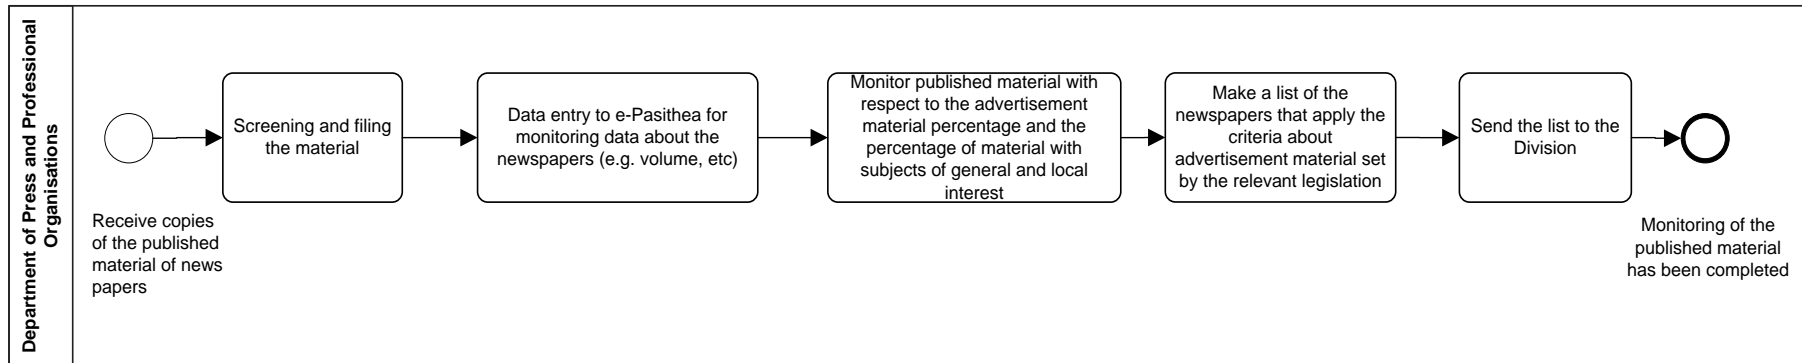 Department of Press and Professional
Organisations
Receive copies
of the published
material of news
papers
Screening and filing
the material
Data entry to e-Pasithea for
monitoring data about the
newspapers (e.g. volume, etc)
Monitor published material with
respect to the advertisement
material percentage and the
percentage of material with
subjects of general and local
interest
Make a list of the
newspapers that apply the
criteria about
advertisement material set
by the relevant legislation
Send the list to the
Division
Monitoring of the
published material
has been completed